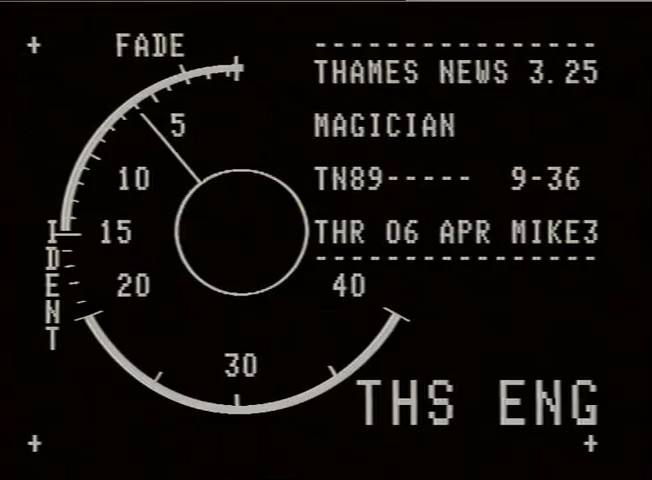 FADE
----------------
THAMES NEWS 3.25
MAGICIAN
TN89----- 9-36
THR 06 APR MIKE3
----------------
5
10
15
20
30
40
IDENT
THS ENG